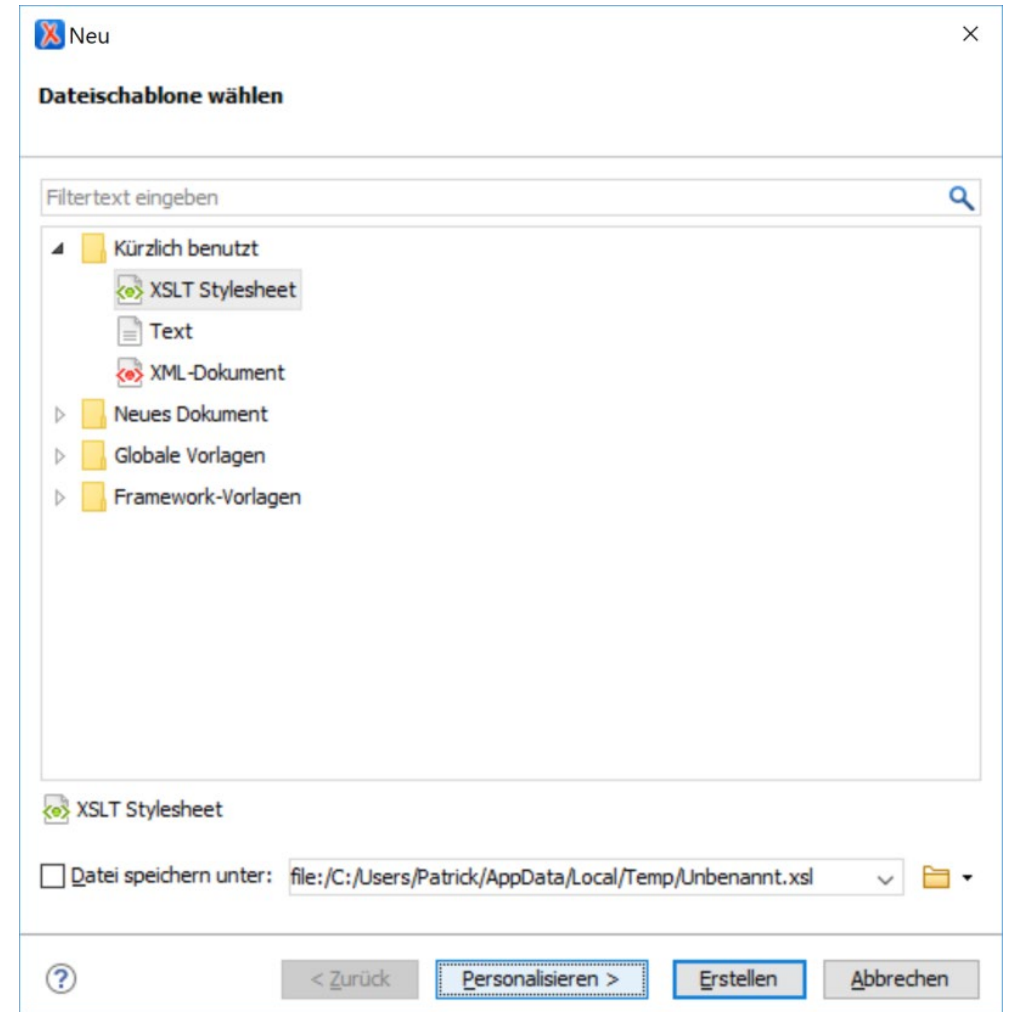 Neu
Dateischablone wählen
Filtertext eingeben
Kürzlich benutzt
XSLT Stylesheet
Text
XML-Dokument
Neues Dokument
Globale Vorlagen
Framework-Vorlagen
XSLT Stylesheet
Datei speichern unter: file:/C:/Users/Patrick/AppData/Local/Temp/Unbenannt.xsl
? < Zurück Personalisieren > Erstellen Abbrechen